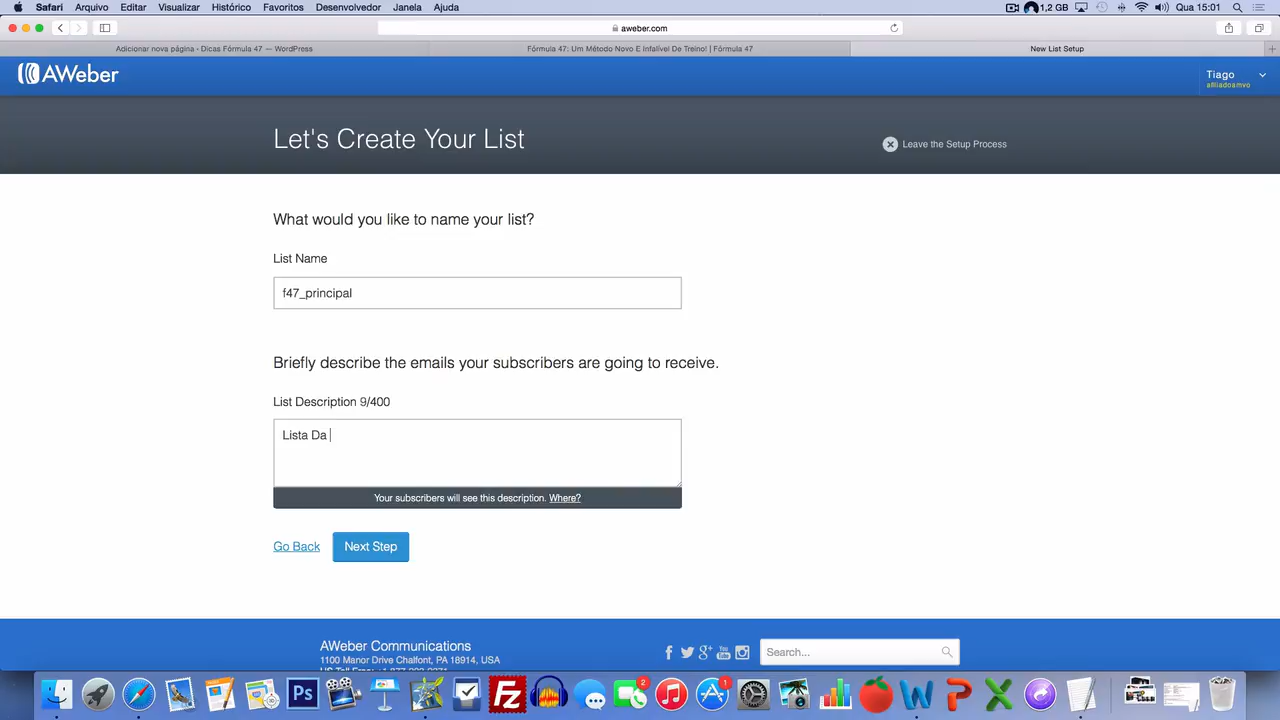 Safari Arquivo Editar Visualizar Histórico Favoritos Desenvolvedor Janela Ajuda 1,2 GB Qua 15:01
aweber.com
Adicionar nova página - Dicas Fórmula 47 — WordPress Fórmula 47: Um Método Novo E Infalível De Treino! | Fórmula 47 New List Setup
AWeber
Tiago
afiliadoamvo
Let's Create Your List
Leave the Setup Process
What would you like to name your list?
List Name
f47_principal
Briefly describe the emails your subscribers are going to receive.
List Description 9/400
Lista Da
Your subscribers will see this description. Where?
Go Back Next Step
AWeber Communications
1100 Manor Drive Chalfont, PA 18914, USA
Search...
Ps
Fz
2
1